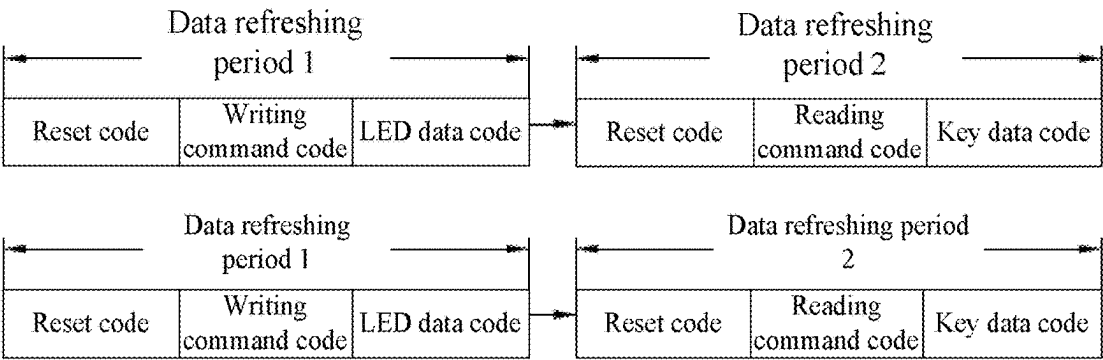 Data refreshing
period 1
Data refreshing
period 2
Reset code
Writing
command code
LED data code
Reset code
Reading
command code
Key data code
Data refreshing
period 1
Data refreshing period
2
Reset code
Writing
command code
LED data code
Reset code
Reading
command code
Key data code